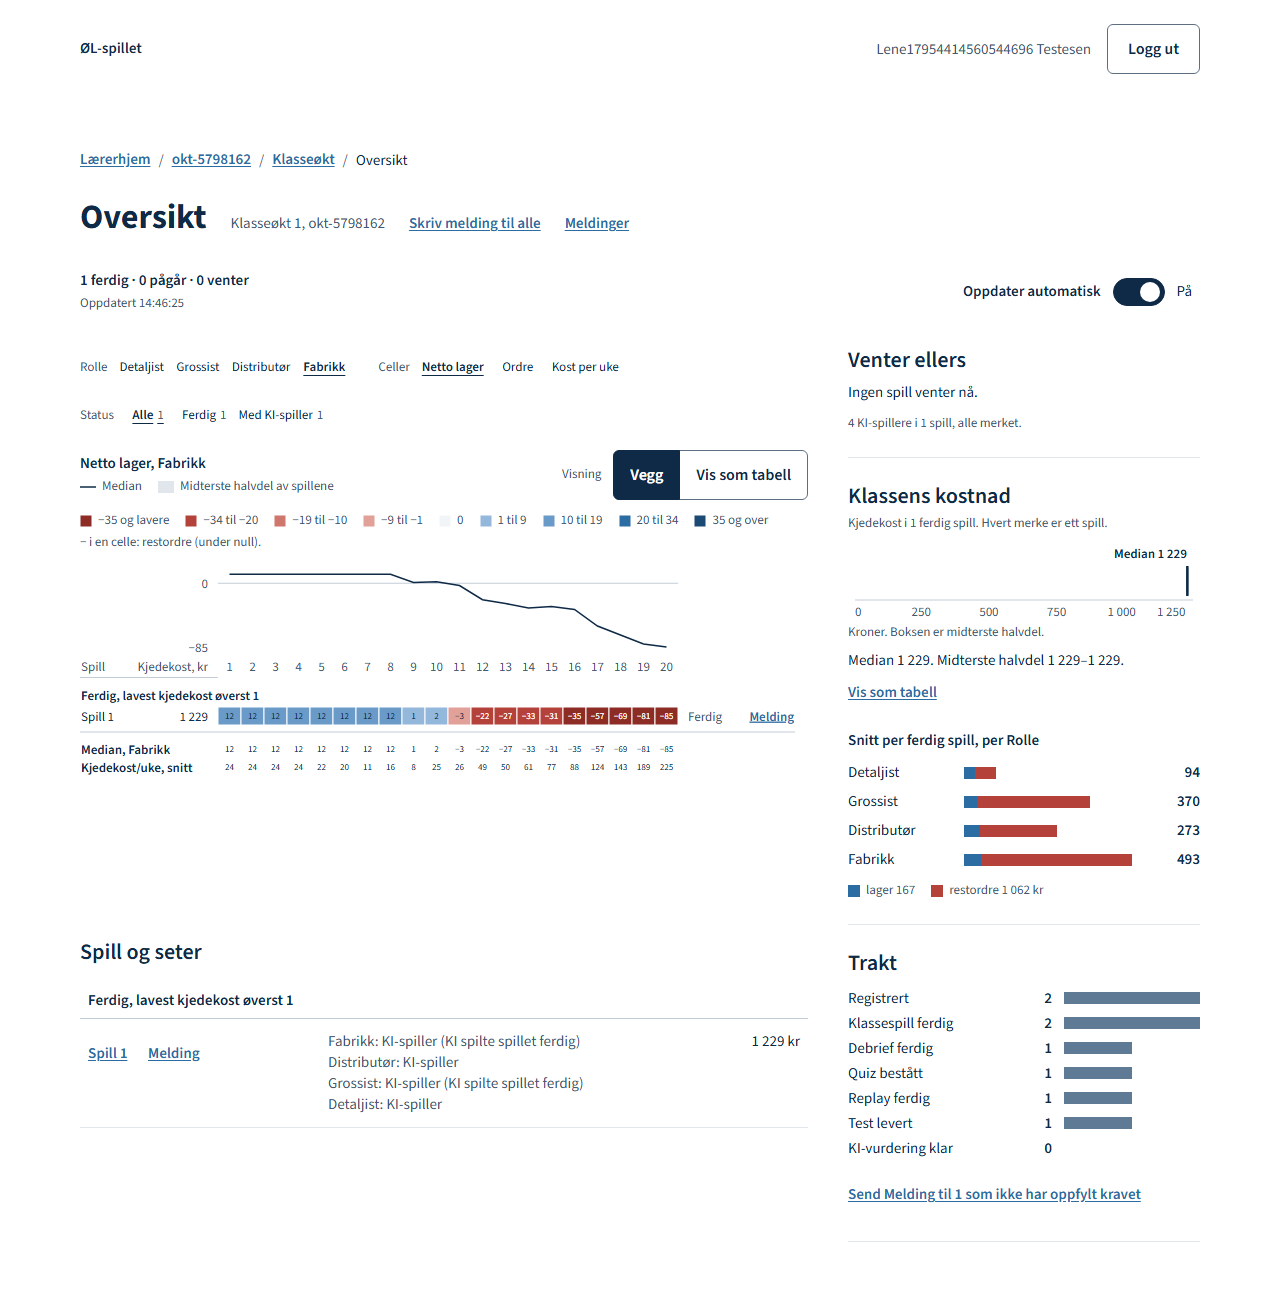 ØL-spillet
Lene17954414560544696 Testesen
Logg ut
Lærerhjem / okt-5798162 / Klasseøkt / Oversikt
Oversikt Klasseøkt 1, okt-5798162 Skriv melding til alle Meldinger
1 ferdig · 0 pågår · 0 venter
Oppdatert 14:46:25
Oppdater automatisk På
Rolle Detaljist Grossist Distributør Fabrikk Celler Netto lager Ordre Kost per uke
Status Alle 1 Ferdig 1 Med KI-spiller 1
Netto lager, Fabrikk
Median Midterste halvdel av spillene
Visning Vegg Vis som tabell
−35 og lavere −34 til −20 −19 til −10 −9 til −1 0 1 til 9 10 til 19 20 til 34 35 og over
− i en celle: restordre (under null).
0
−85
Spill Kjedekost, kr 1 2 3 4 5 6 7 8 9 10 11 12 13 14 15 16 17 18 19 20
Ferdig, lavest kjedekost øverst 1
Spill 1 1 229 12 12 12 12 12 12 12 12 1 2 −3 −22 −27 −33 −31 −35 −57 −69 −81 −85 Ferdig Melding
Median, Fabrikk 12 12 12 12 12 12 12 12 1 2 −3 −22 −27 −33 −31 −35 −57 −69 −81 −85
Kjedekost/uke, snitt 24 24 24 24 22 20 11 16 8 25 26 49 50 61 77 88 124 143 189 225
Spill og seter
Ferdig, lavest kjedekost øverst 1
Spill 1 Melding
Fabrikk: KI-spiller (KI spilte spillet ferdig)
Distributør: KI-spiller
Grossist: KI-spiller (KI spilte spillet ferdig)
Detaljist: KI-spiller
1 229 kr
Venter ellers
Ingen spill venter nå.
4 KI-spillere i 1 spill, alle merket.
Klassens kostnad
Kjedekost i 1 ferdig spill. Hvert merke er ett spill.
Median 1 229
0 250 500 750 1 000 1 250
Kroner. Boksen er midterste halvdel.
Median 1 229. Midterste halvdel 1 229–1 229.
Vis som tabell
Snitt per ferdig spill, per Rolle
Detaljist 94
Grossist 370
Distributør 273
Fabrikk 493
lager 167 restordre 1 062 kr
Trakt
Registrert 2
Klassespill ferdig 2
Debrief ferdig 1
Quiz bestått 1
Replay ferdig 1
Test levert 1
KI-vurdering klar 0
Send Melding til 1 som ikke har oppfylt kravet